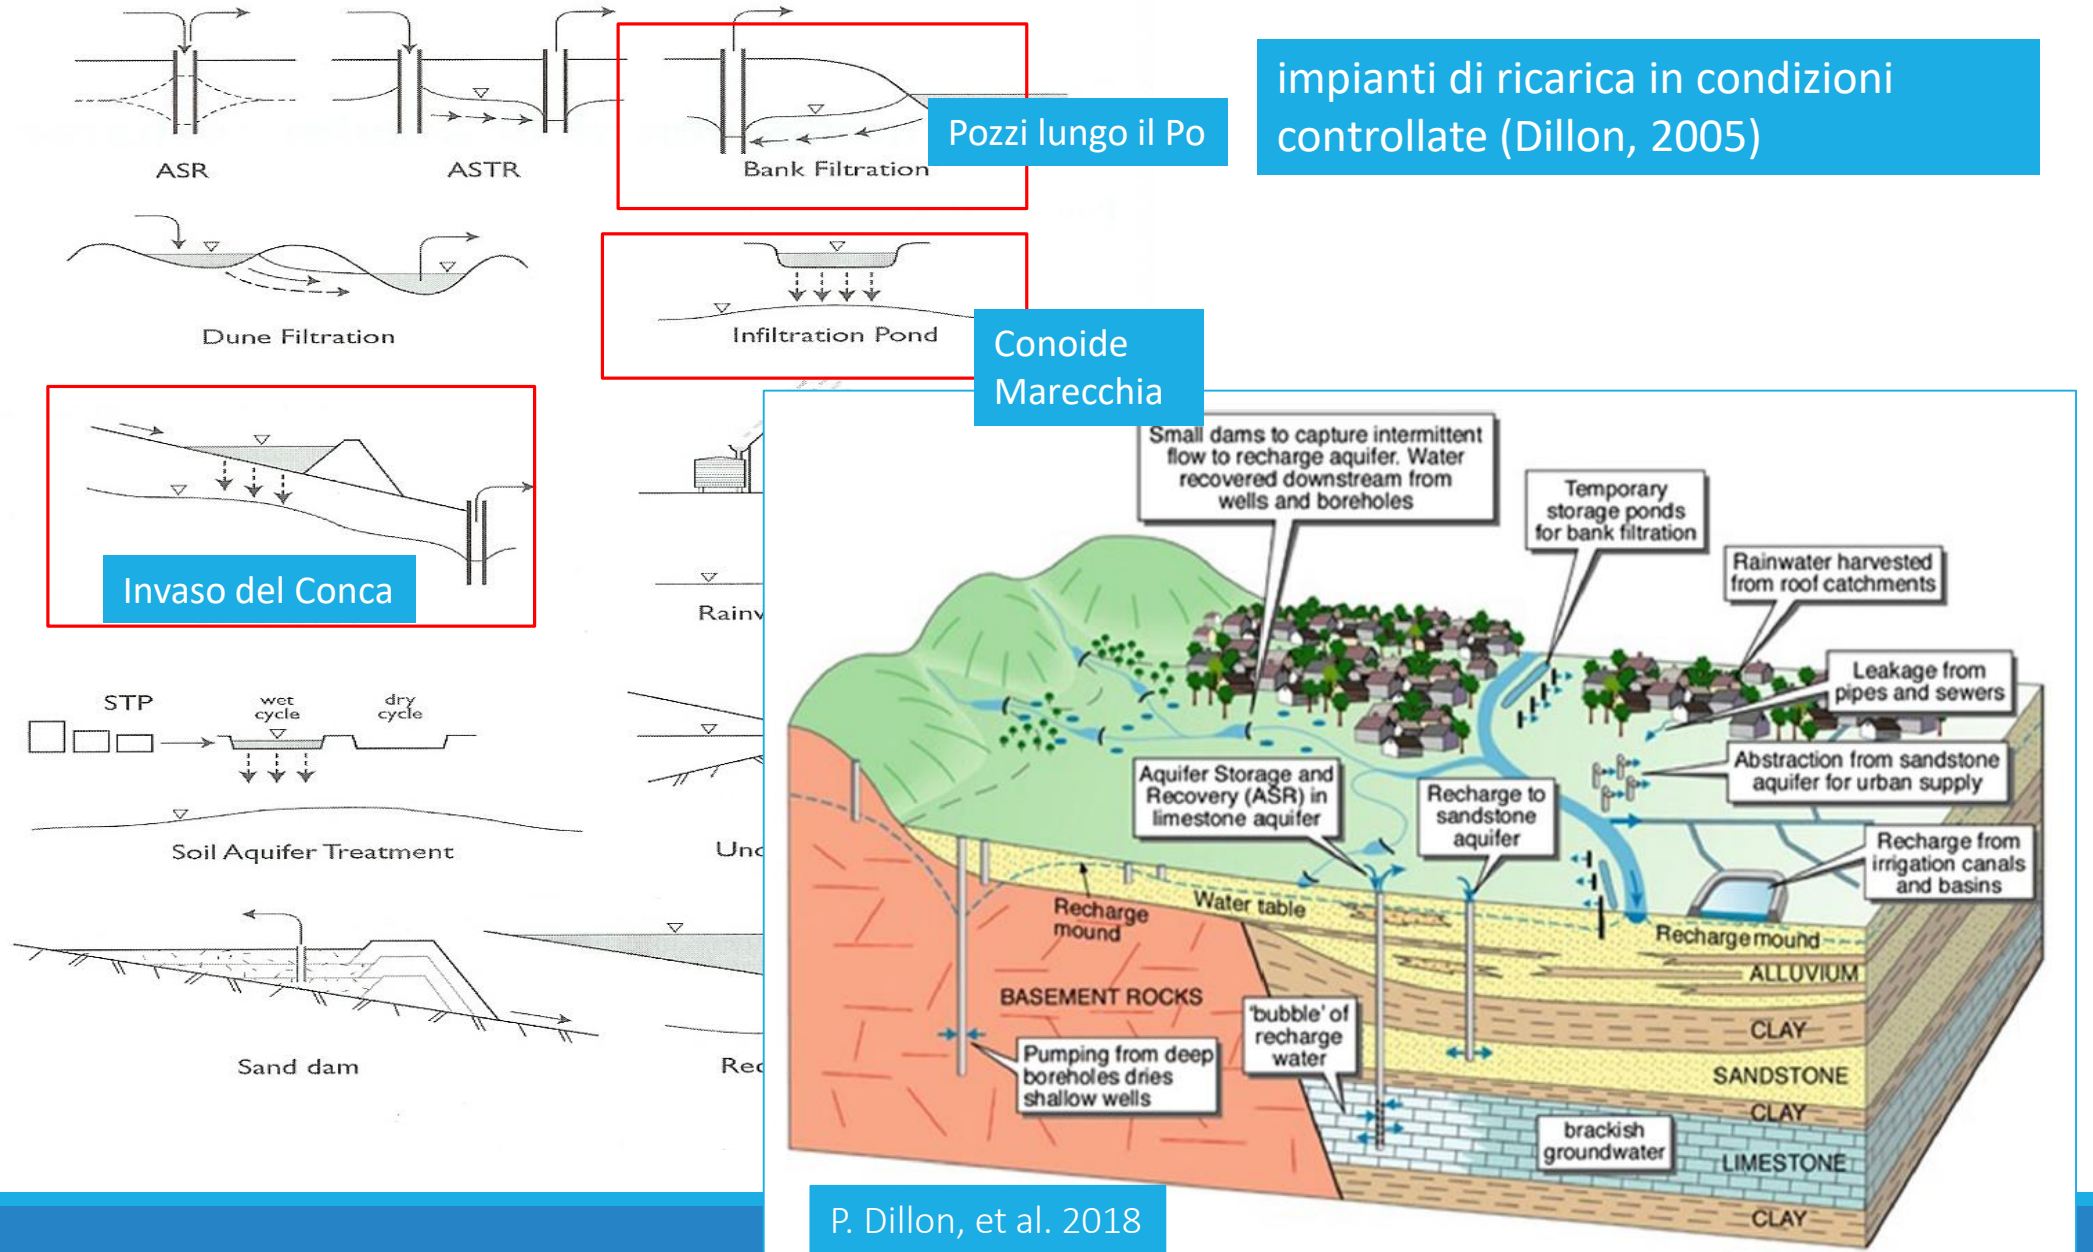 impianti di ricarica in condizioni
controllate (Dillon, 2005)
ASR
ASTR
Bank Filtration
Pozzi lungo il Po
Dune Filtration
Infiltration Pond
Conoide
Marecchia
Invaso del Conca
Rainw
STP
wet
cycle
dry
cycle
Soil Aquifer Treatment
Und
Sand dam
Rec
Small dams to capture intermittent
flow to recharge aquifer. Water
recovered downstream from
wells and boreholes
Temporary
storage ponds
for bank filtration
Rainwater harvested
from roof catchments
Leakage from
pipes and sewers
Abstraction from sandstone
aquifer for urban supply
Aquifer Storage and
Recovery (ASR) in
limestone aquifer
Recharge to
sandstone
aquifer
Recharge from
irrigation canals
and basins
Recharge
mound
Water table
Recharge mound
ALLUVIUM
BASEMENT ROCKS
'bubble' of
recharge
water
CLAY
Pumping from deep
boreholes dries
shallow wells
SANDSTONE
CLAY
brackish
groundwater
LIMESTONE
CLAY
P. Dillon, et al. 2018